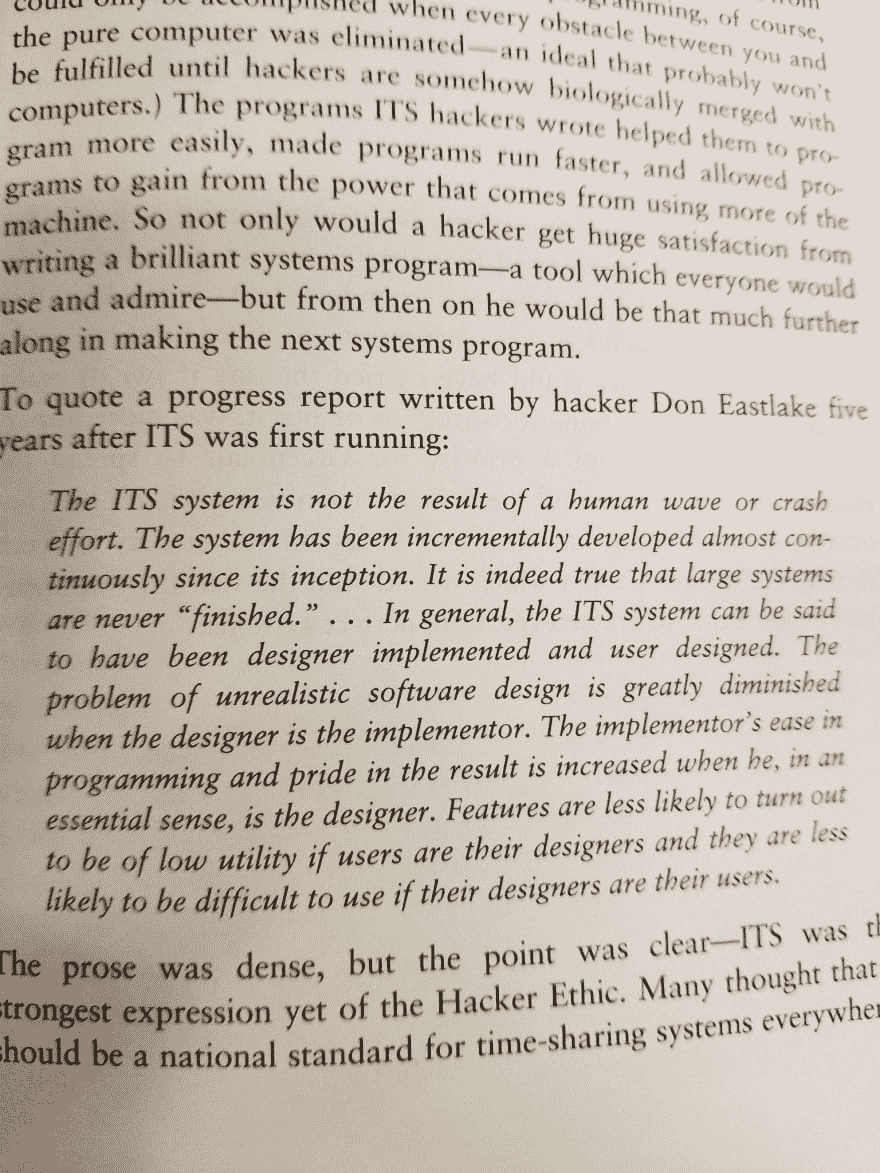 could only be accomplished when every obstacle between you and
the pure computer was eliminated—an ideal that probably won't
be fulfilled until hackers are somehow biologically merged with
computers.) The programs ITS hackers wrote helped them to pro-
gram more easily, made programs run faster, and allowed pro-
grams to gain from the power that comes from using more of the
machine. So not only would a hacker get huge satisfaction from
writing a brilliant systems program—a tool which everyone would
use and admire—but from then on he would be that much further
along in making the next systems program.
To quote a progress report written by hacker Don Eastlake five
years after ITS was first running:
The ITS system is not the result of a human wave or crash
effort. The system has been incrementally developed almost con-
tinuously since its inception. It is indeed true that large systems
are never “finished.” . . . In general, the ITS system can be said
to have been designer implemented and user designed. The
problem of unrealistic software design is greatly diminished
when the designer is the implementor. The implementor's ease in
programming and pride in the result is increased when he, in an
essential sense, is the designer. Features are less likely to turn out
to be of low utility if users are their designers and they are less
likely to be difficult to use if their designers are their users.
The prose was dense, but the point was clear—ITS was th
strongest expression yet of the Hacker Ethic. Many thought that
should be a national standard for time-sharing systems everywher